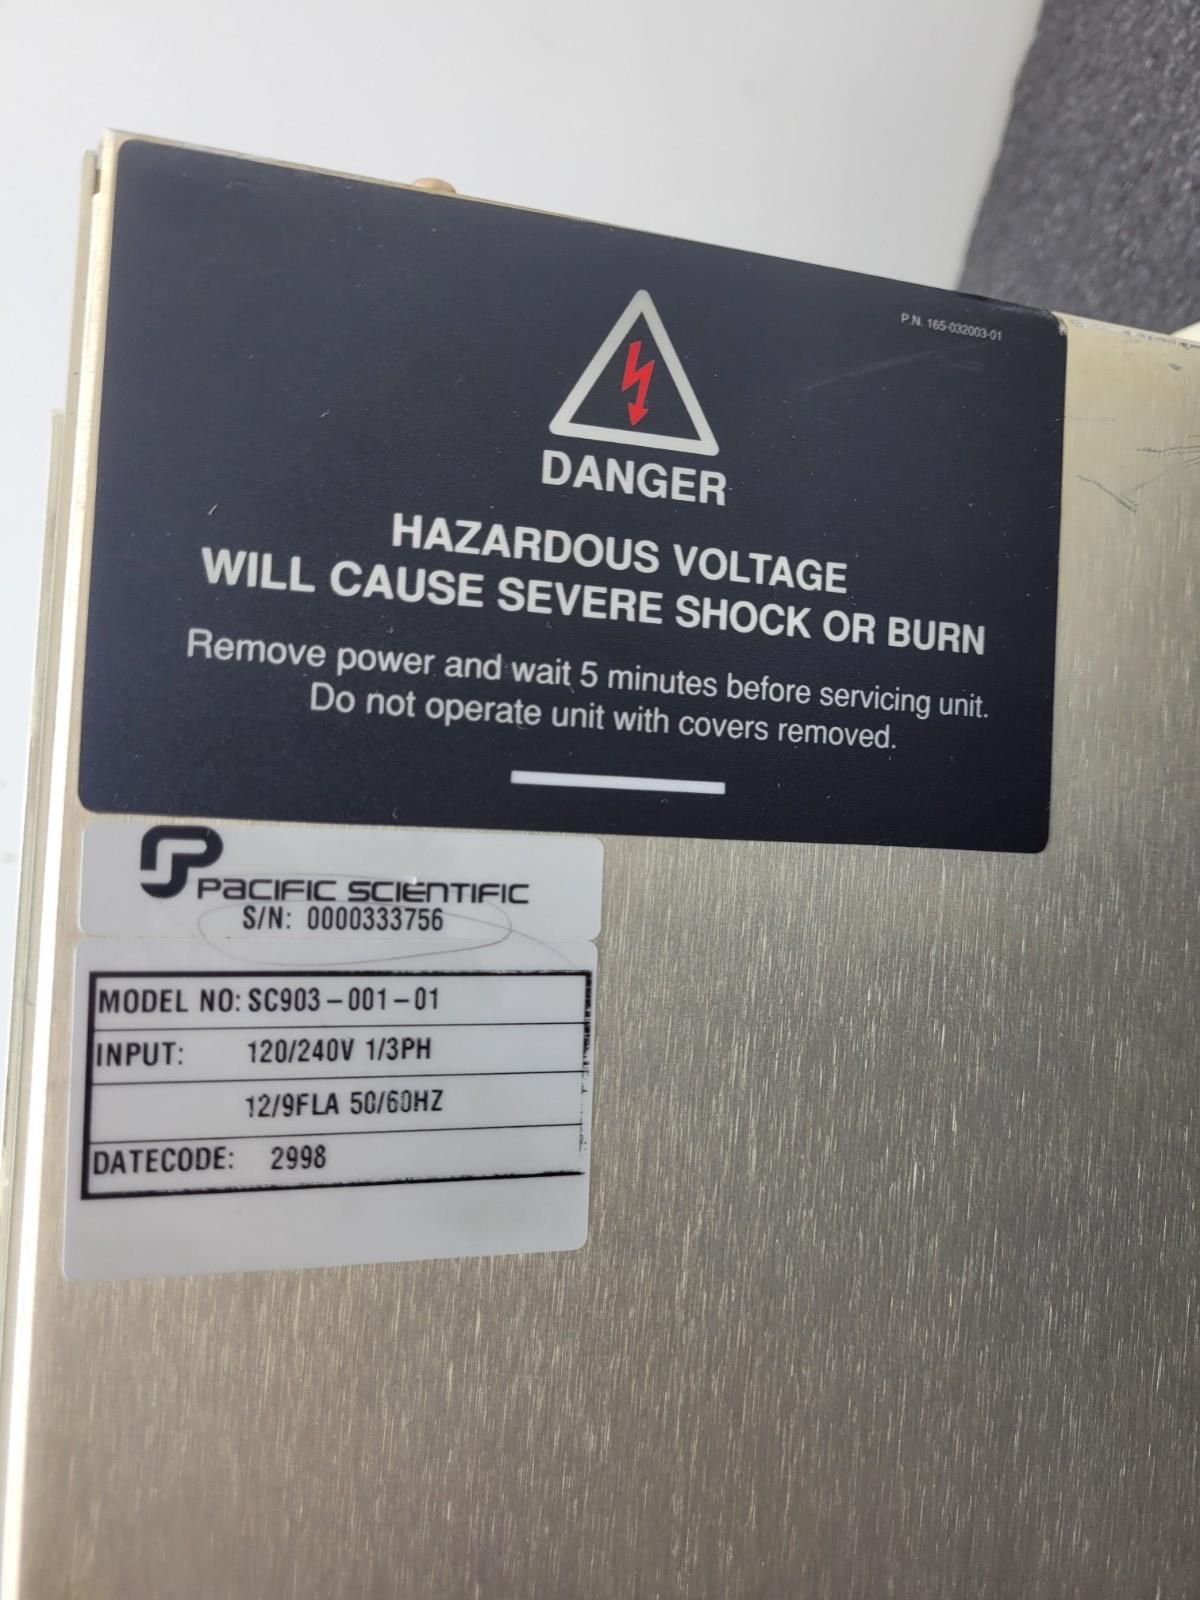 P.N. 165-032003-01
DANGER
HAZARDOUS VOLTAGE
WILL CAUSE SEVERE SHOCK OR BURN
Remove power and wait 5 minutes before servicing unit.
Do not operate unit with covers removed.
PACIFIC SCIENTIFIC
S/N: 0000333756
MODEL NO: SC903-001-01
INPUT: 120/240V 1/3PH
12/9FLA 50/60HZ
DATECODE: 2998